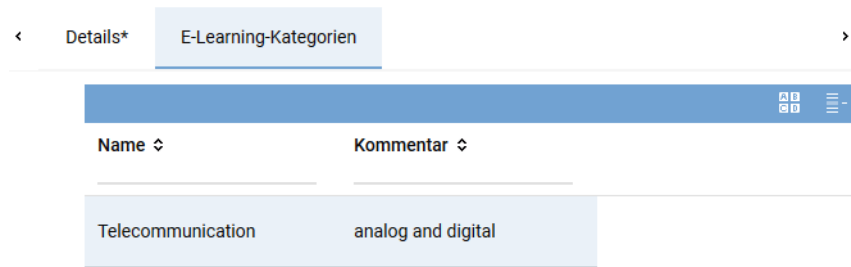 Details* E-Learning-Kategorien
A B
C D
Name Kommentar
Telecommunication analog and digital